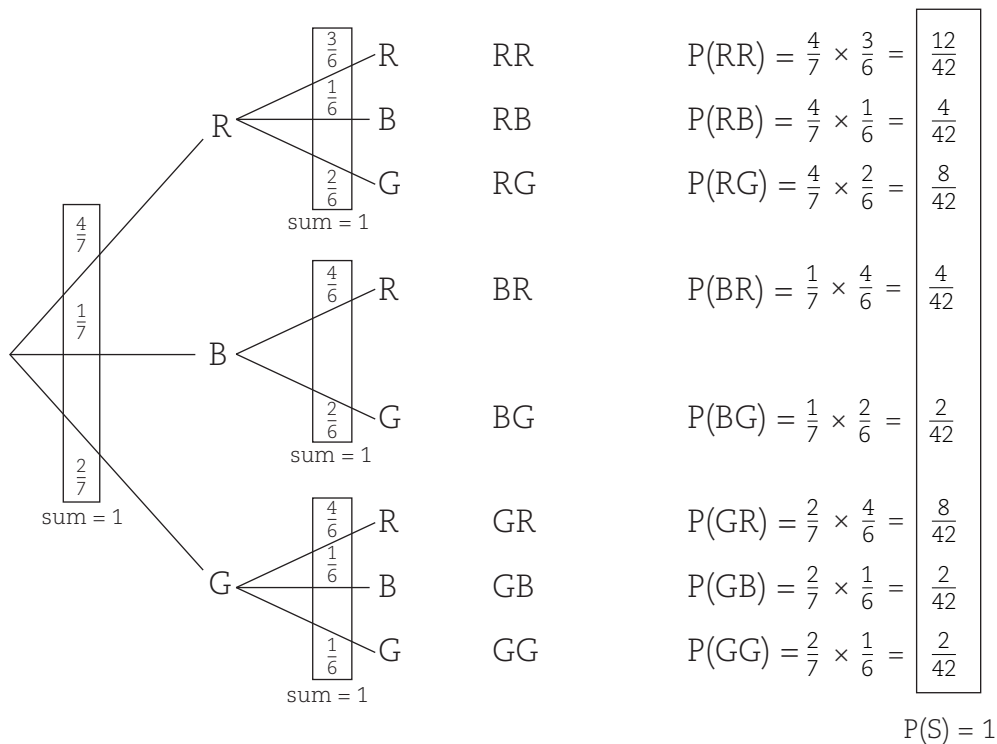 3/6 R RR P(RR) = 4/7 × 3/6 = 12/42
R 1/6 B RB P(RB) = 4/7 × 1/6 = 4/42
2/6 G RG P(RG) = 4/7 × 2/6 = 8/42
sum = 1
4/7
4/6 R BR P(BR) = 1/7 × 4/6 = 4/42
1/7
B
2/6 G BG P(BG) = 1/7 × 2/6 = 2/42
sum = 1
2/7
sum = 1
4/6 R GR P(GR) = 2/7 × 4/6 = 8/42
G 1/6 B GB P(GB) = 2/7 × 1/6 = 2/42
1/6 G GG P(GG) = 2/7 × 1/6 = 2/42
sum = 1
P(S) = 1